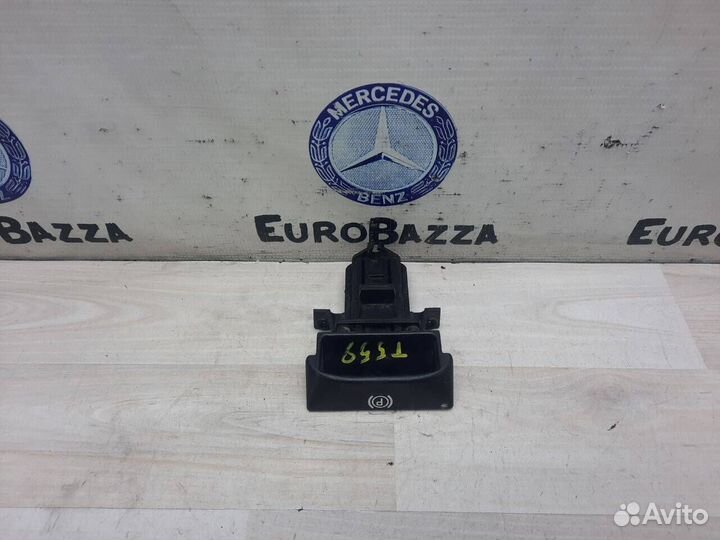 MERCEDES
BENZ
BAZZA
EUROBAZZA
EURO
T559
P
Avito